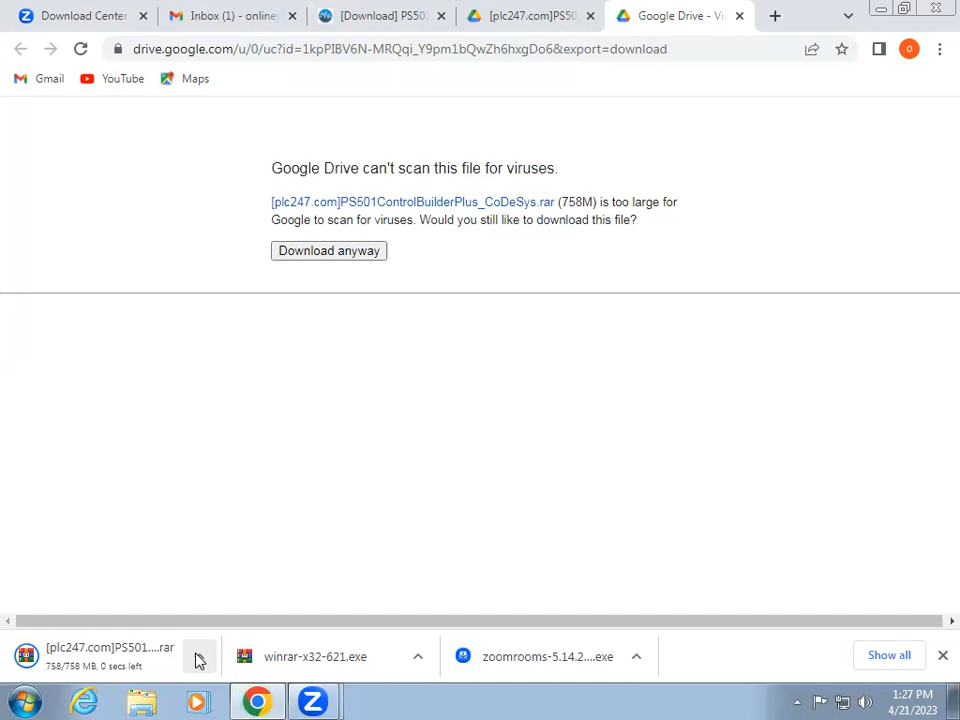 Download Center
Inbox (1) - online
[Download] PS50
[plc247.com]PS50
Google Drive - Vi
drive.google.com/u/0/uc?id=1kpPIBV6N-MRQqi_Y9pm1bQwZh6hxgDo6&export=download
O
Gmail
YouTube
Maps
Google Drive can't scan this file for viruses.
[plc247.com]PS501ControlBuilderPlus_CoDeSys.rar (758M) is too large for
Google to scan for viruses. Would you still like to download this file?
Download anyway
[plc247.com]PS501....rar
758/758 MB, 0 secs left
winrar-x32-621.exe
zoomrooms-5.14.2....exe
Show all
1:27 PM
4/21/2023